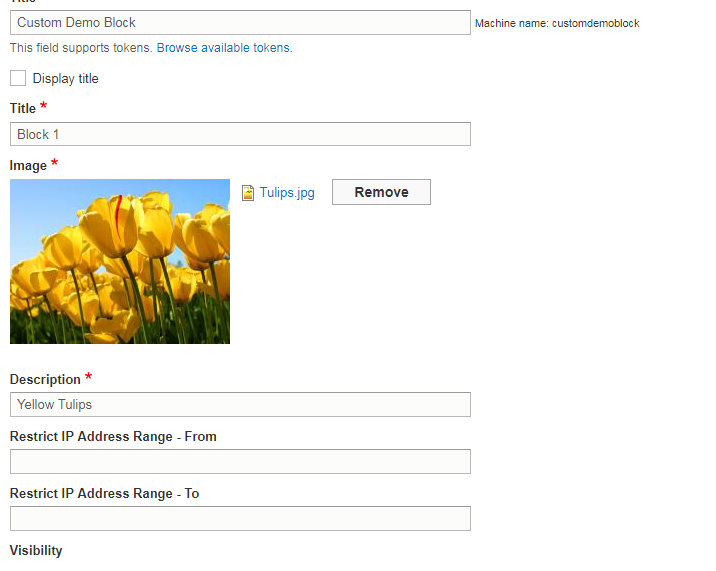 Title
Custom Demo Block
Machine name: customdemoblock
This field supports tokens. Browse available tokens.
Display title
Title *
Block 1
Image *
Tulips.jpg
Remove
Description *
Yellow Tulips
Restrict IP Address Range - From
Restrict IP Address Range - To
Visibility